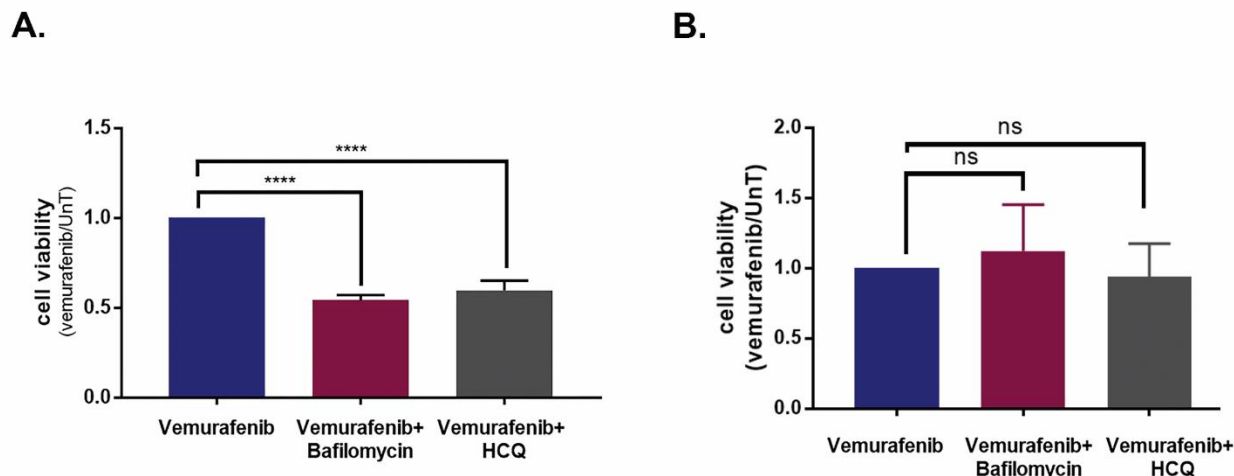 A.
cell viability
(vemurafenib/UnT)
1.5
1.0
0.5
0.0
****
****
Vemurafenib
Vemurafenib+
Bafilomycin
Vemurafenib+
HCQ
B.
cell viability
(vemurafenib/UnT)
2.0
1.5
1.0
0.5
0.0
ns
ns
Vemurafenib
Vemurafenib+
Bafilomycin
Vemurafenib+
HCQ